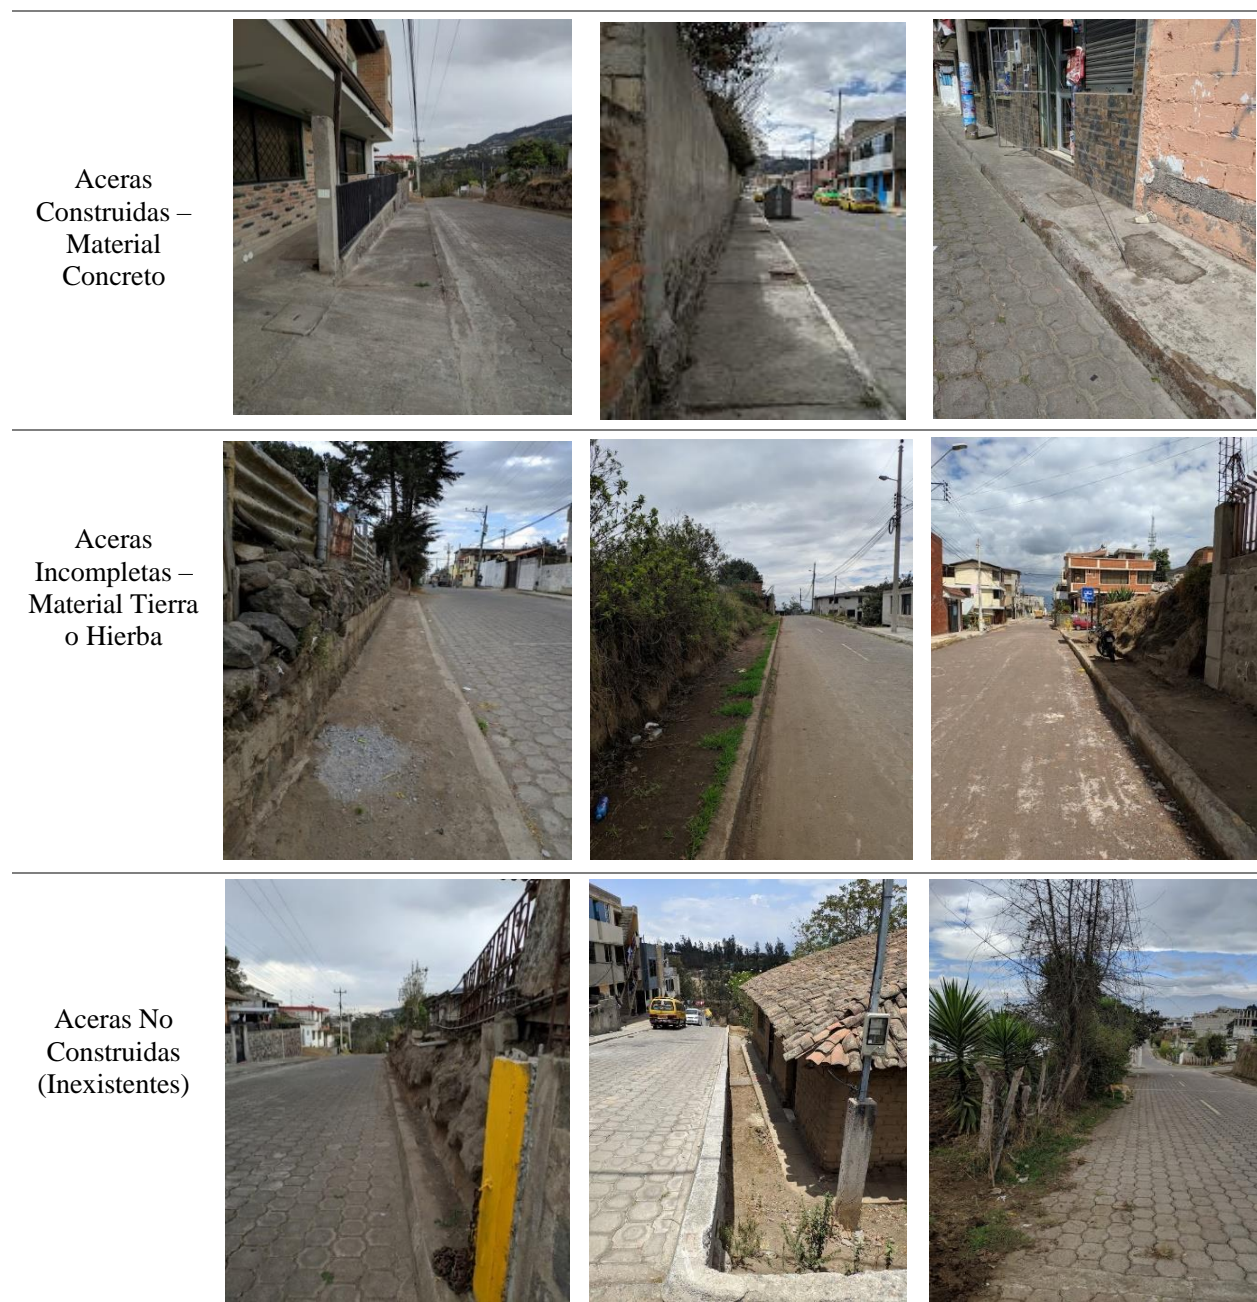 Aceras
Construidas –
Material
Concreto
Aceras
Incompletas –
Material Tierra
o Hierba
Aceras No
Construidas
(Inexistentes)